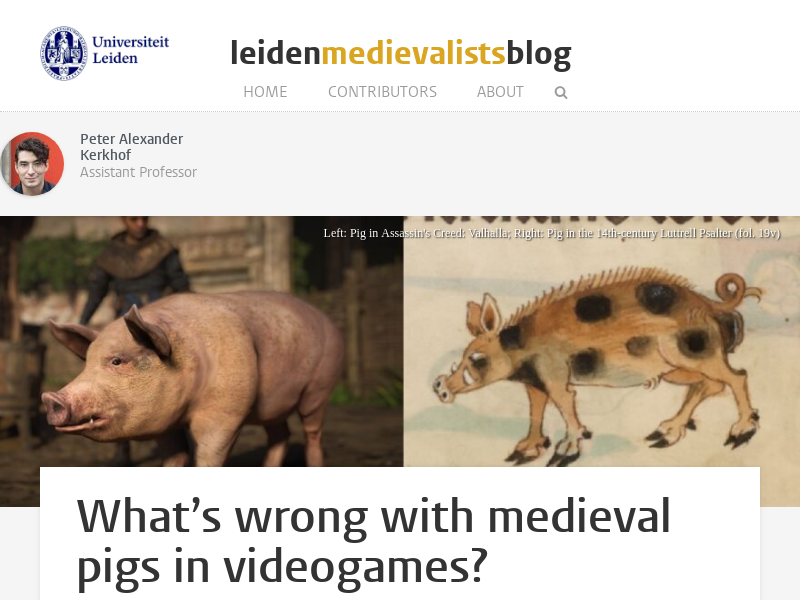 Universiteit
Leiden
leidenmedievalistsblog
HOME CONTRIBUTORS ABOUT
Peter Alexander
Kerkhof
Assistant Professor
Left: Pig in Assassin's Creed: Valhalla; Right: Pig in the 14th-century Luttrell Psalter (fol. 19v)
What’s wrong with medieval
pigs in videogames?